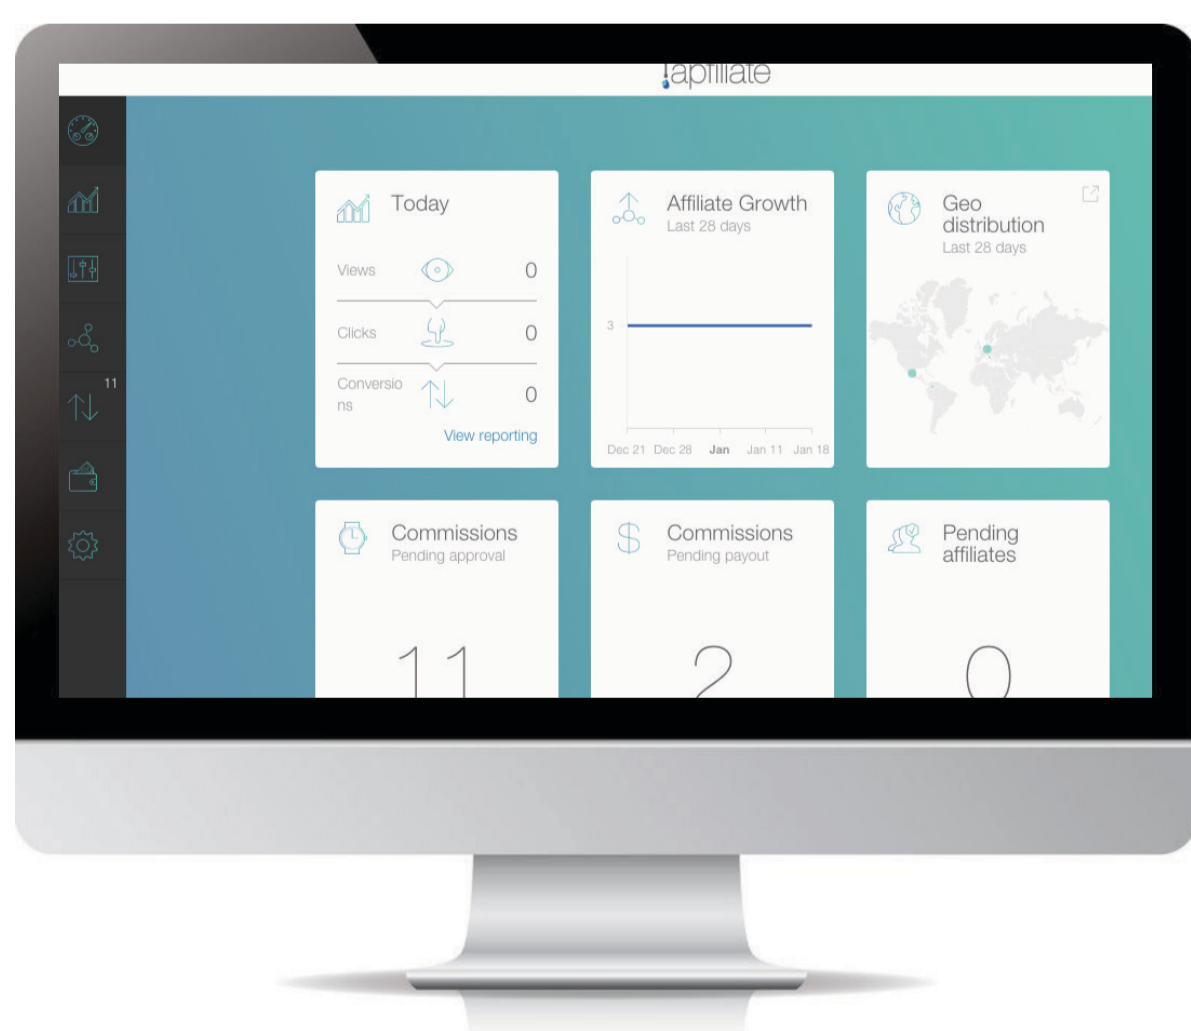 tapfiliate
Today
Views
0
Clicks
0
Conversio
ns
0
View reporting
Affiliate Growth
Last 28 days
3
Dec 21 Dec 28 Jan Jan 11 Jan 18
Geo
distribution
Last 28 days
11
Commissions
Pending approval
11
Commissions
Pending payout
2
Pending
affiliates
0